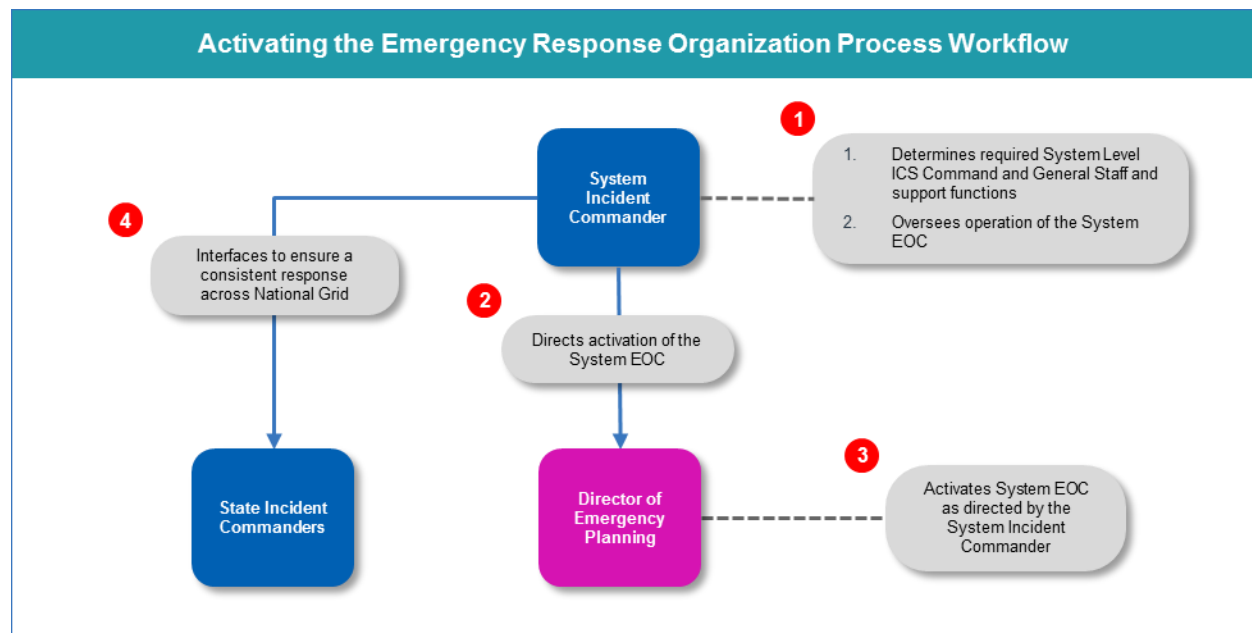 Activating the Emergency Response Organization Process Workflow
1
1. Determines required System Level
ICS Command and General Staff and
support functions
2. Oversees operation of the System
EOC
System
Incident
Commander
4
Interfaces to ensure a
consistent response
across National Grid
2
Directs activation of the
System EOC
State Incident
Commanders
Director of
Emergency
Planning
3
Activates System EOC
as directed by the
System Incident
Commander